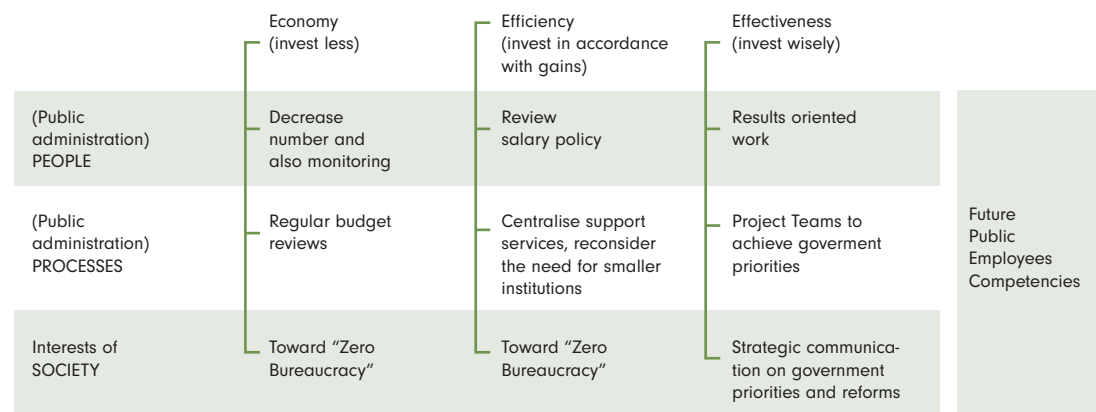 Economy
(invest less)
Efficiency
(invest in accordance
with gains)
Effectiveness
(invest wisely)
(Public
administration)
PEOPLE
Decrease
number and
also monitoring
Review
salary policy
Results oriented
work
(Public
administration)
PROCESSES
Regular budget
reviews
Centralise support
services, reconsider
the need for smaller
institutions
Project Teams to
achieve goverment
priorities
Interests of
SOCIETY
Toward “Zero
Bureaucracy”
Toward “Zero
Bureaucracy”
Strategic communica-
tion on government
priorities and reforms
Future
Public
Employees
Competencies